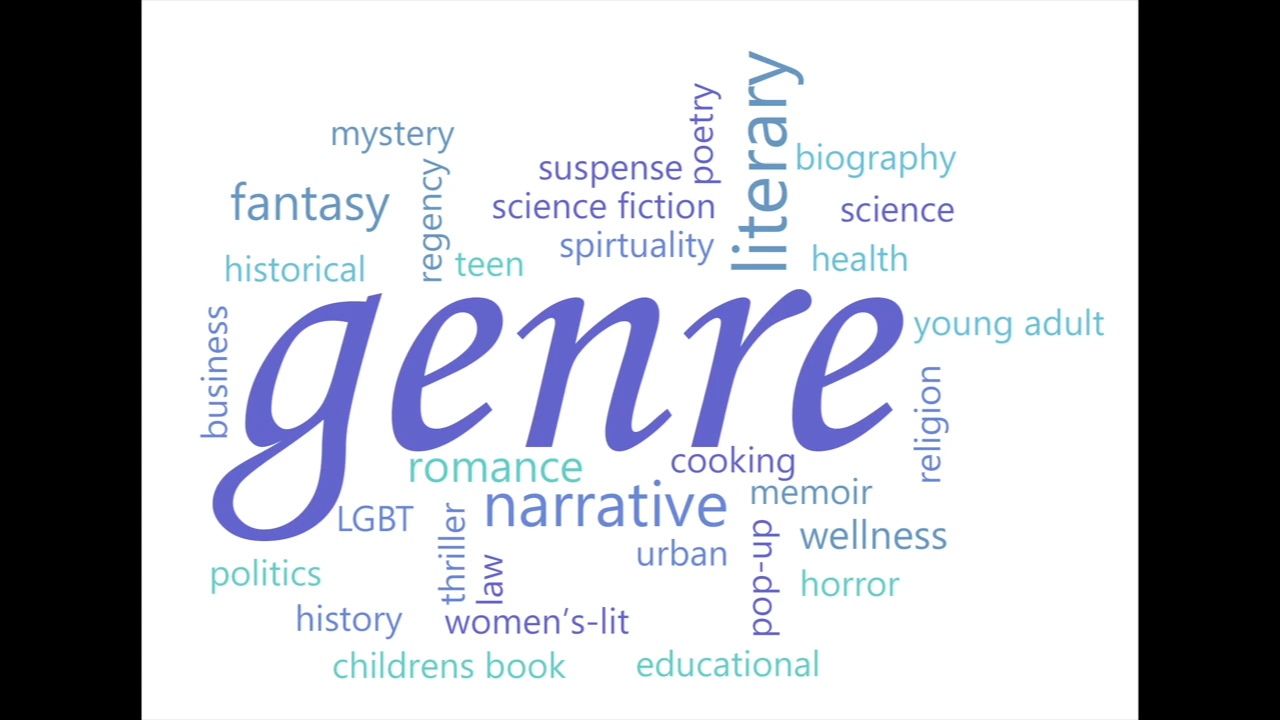 literary
poetry
mystery
suspense
biography
regency
fantasy
science fiction
science
spirtuality
health
historical
teen
genre
young adult
business
religion
romance
cooking
narrative
memoir
LGBT
thriller
wellness
urban
pop-up
law
politics
horror
history
women’s-lit
childrens book
educational